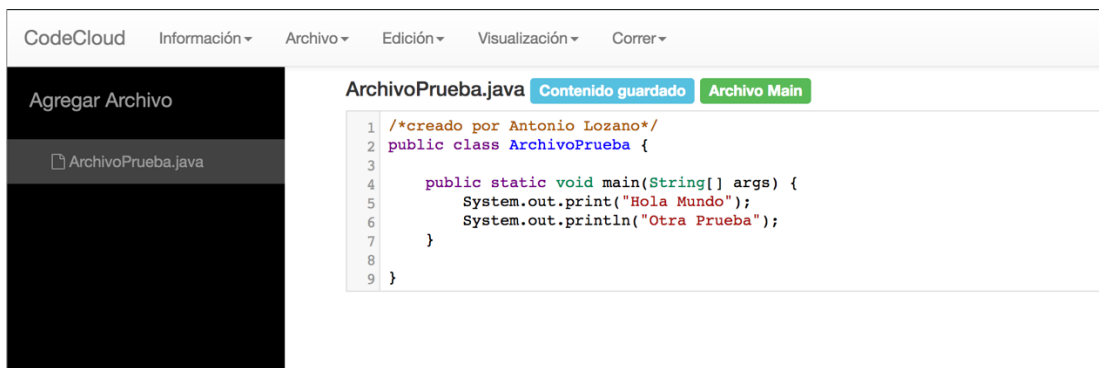 CodeCloud Información Archivo Edición Visualización Correr
Agregar Archivo
ArchivoPrueba.java
ArchivoPrueba.java Contenido guardado Archivo Main
1 /*creado por Antonio Lozano*/
2 public class ArchivoPrueba {
3
4 public static void main(String[] args) {
5 System.out.print("Hola Mundo");
6 System.out.println("Otra Prueba");
7 }
8
9 }